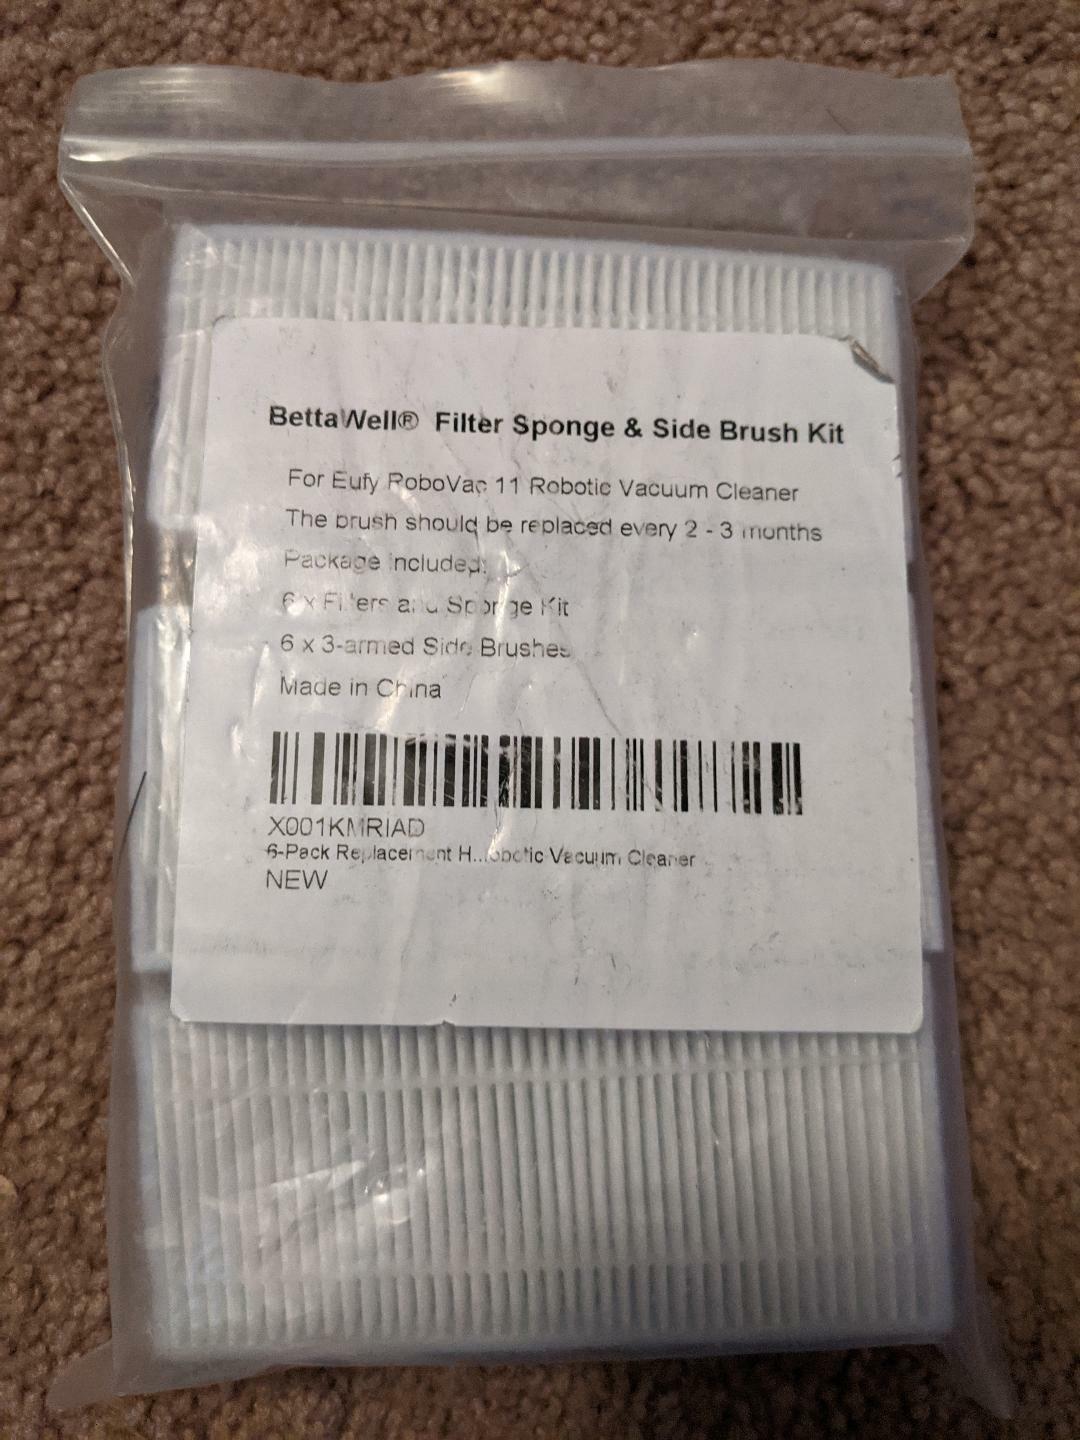 BettaWell® Filter Sponge & Side Brush Kit
For Eufy RoboVac 11 Robotic Vacuum Cleaner
The brush should be replaced every 2 - 3 months
Package included:
6 x Filters and Sponge Kit
6 x 3-armed Side Brushes
Made in China
X001KMRIAD
6-Pack Replacement H...obotic Vacuum Cleaner
NEW